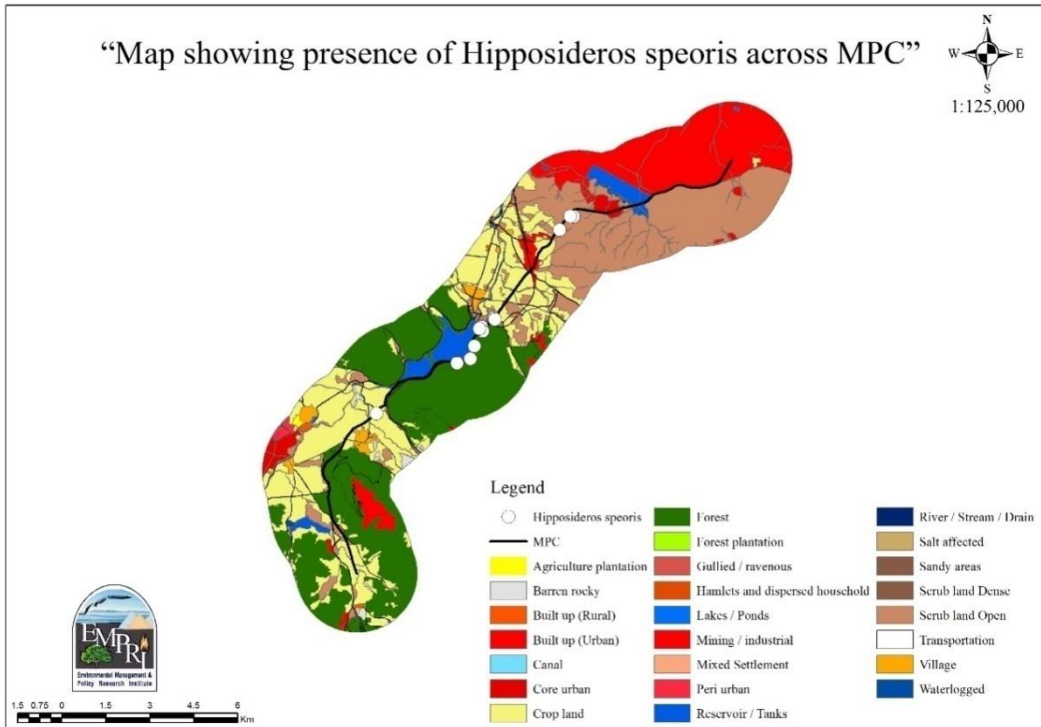 “Map showing presence of Hipposideros speoris across MPC”
N
W E
S
1:125,000
Legend
Hipposideros speoris
MPC
Agriculture plantation
Barren rocky
Built up (Rural)
Built up (Urban)
Canal
Core urban
Crop land
Forest
Forest plantation
Gullied / ravenous
Hamlets and dispersed household
Lakes / Ponds
Mining / industrial
Mixed Settlement
Peri urban
Reservoir / Tanks
River / Stream / Drain
Salt affected
Sandy areas
Scrub land Dense
Scrub land Open
Transportation
Village
Waterlogged
EMPRI
Environmental Management &
Policy Research Institute
1.5 0.75 0 1.5 3 4.5 6
Km